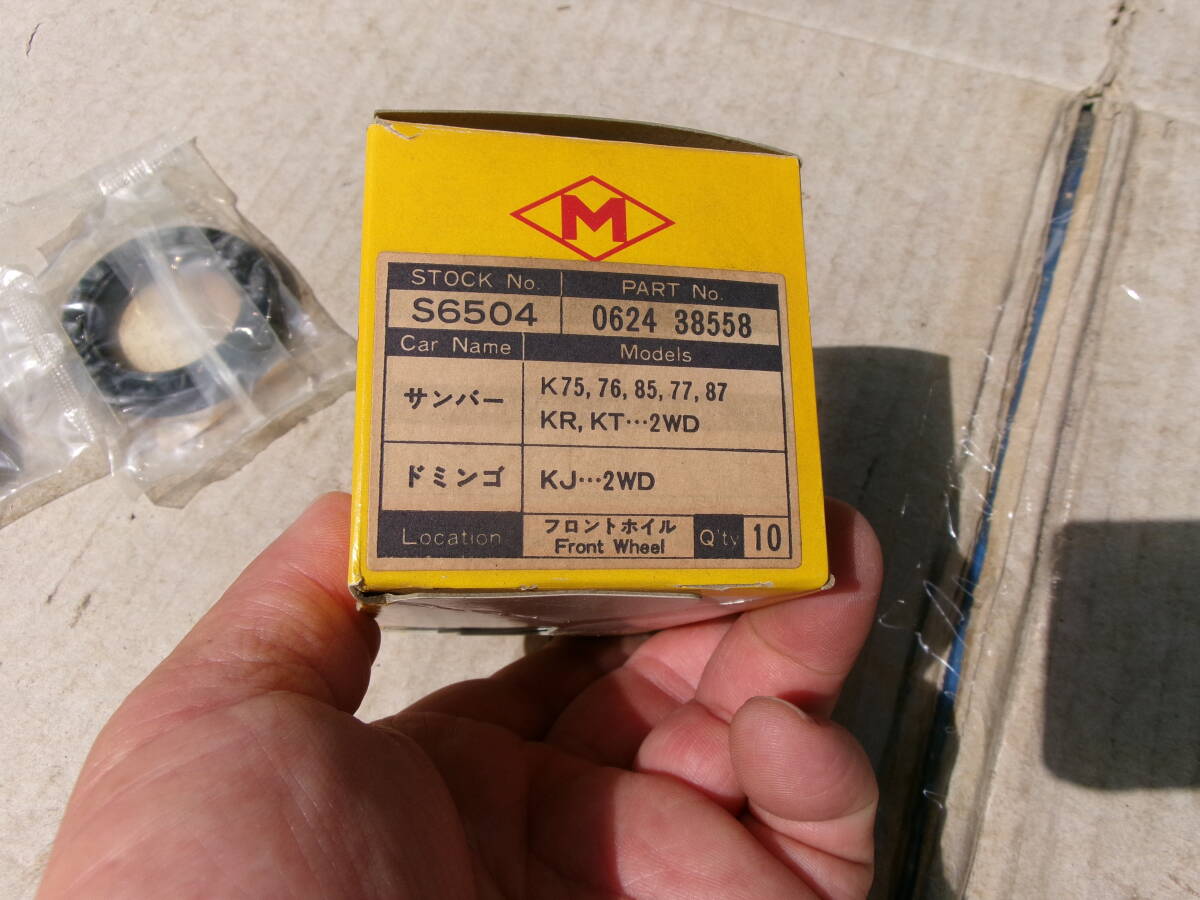 M
STOCK No. PART No.
S6504 0624 38558
Car Name Models
サンバー K75, 76, 85, 77, 87
KR, KT…2WD
ドミンゴ KJ…2WD
Location フロントホイル Q'ty 10
Front Wheel